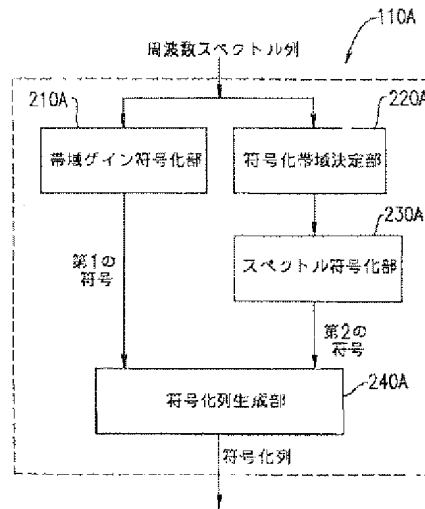 110A
周波数スペクトル列
210A
220A
帯域ゲイン符号化部
符号化帯域決定部
230A
スペクトル符号化部
第1の
符号
第2の
符号
240A
符号化列生成部
符号化列